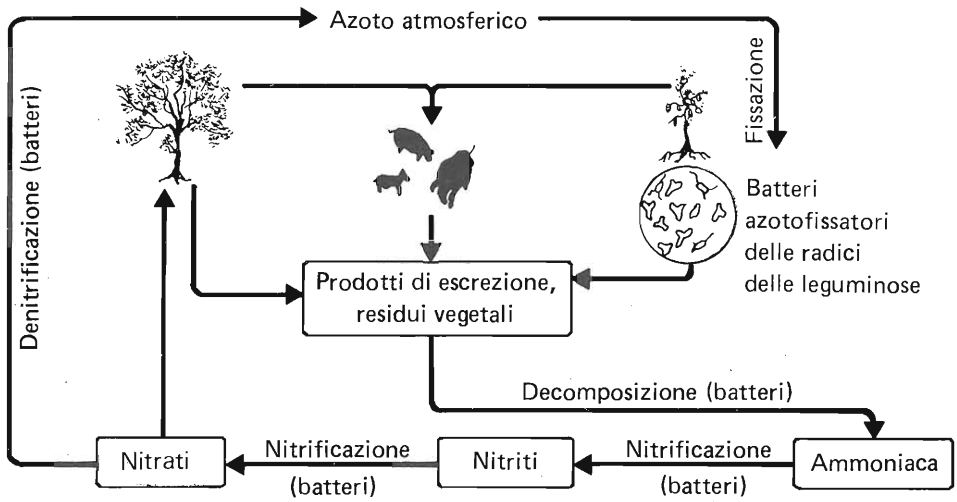 Azoto atmosferico
Fissazione
Denitrificazione (batteri)
Batteri
azotofissatori
delle radici
delle leguminose
Prodotti di escrezione,
residui vegetali
Decomposizione (batteri)
Nitrati
Nitrificazione
(batteri)
Nitriti
Nitrificazione
(batteri)
Ammoniaca